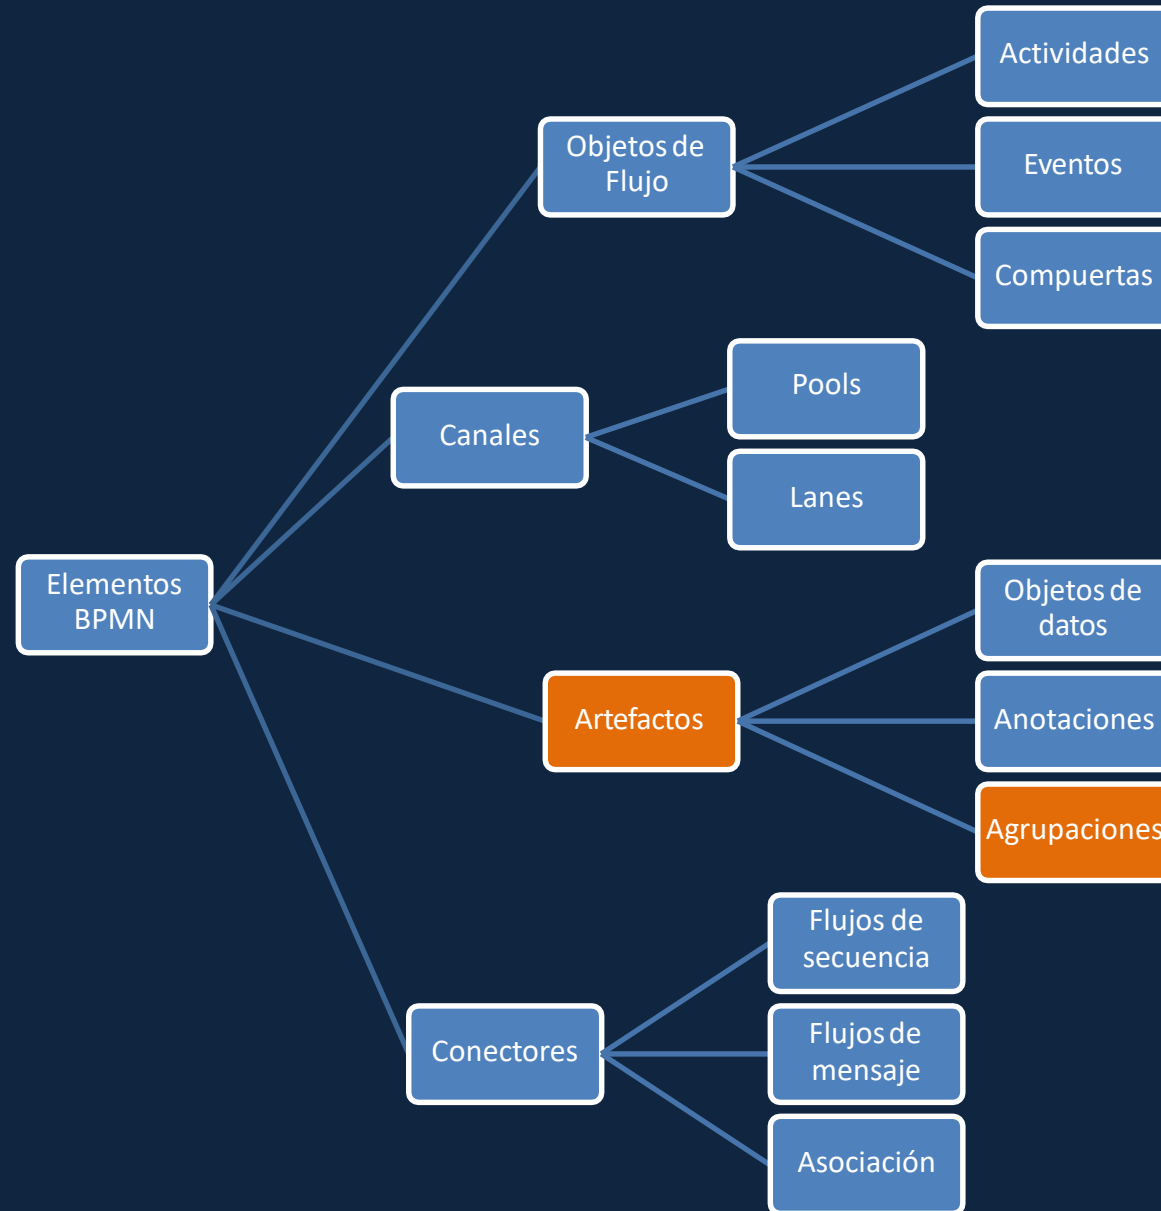 Elementos
BPMN
Objetos de
Flujo
Actividades
Eventos
Compuertas
Canales
Pools
Lanes
Artefactos
Objetos de
datos
Anotaciones
Agrupaciones
Conectores
Flujos de
secuencia
Flujos de
mensaje
Asociación